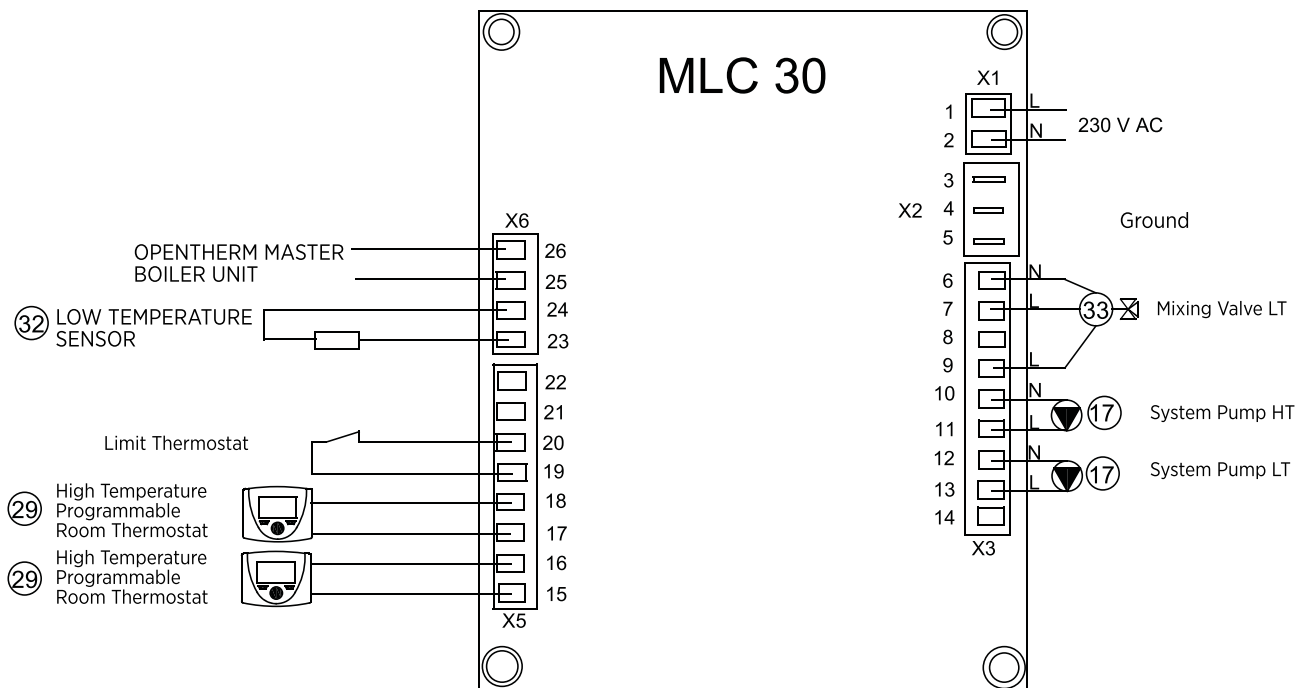 MLC 30
X6
OPENTHERM MASTER
BOILER UNIT
26
25
32 LOW TEMPERATURE
SENSOR
24
23
22
21
Limit Thermostat
20
19
29 High Temperature
Programmable
Room Thermostat
18
17
29 High Temperature
Programmable
Room Thermostat
16
15
X5
X1
1 L
2 N
230 V AC
X2
3
4
5
Ground
6 N
7 L
8
9 L
33 Mixing Valve LT
10 N
11 L
17 System Pump HT
12 N
13 L
17 System Pump LT
14
X3